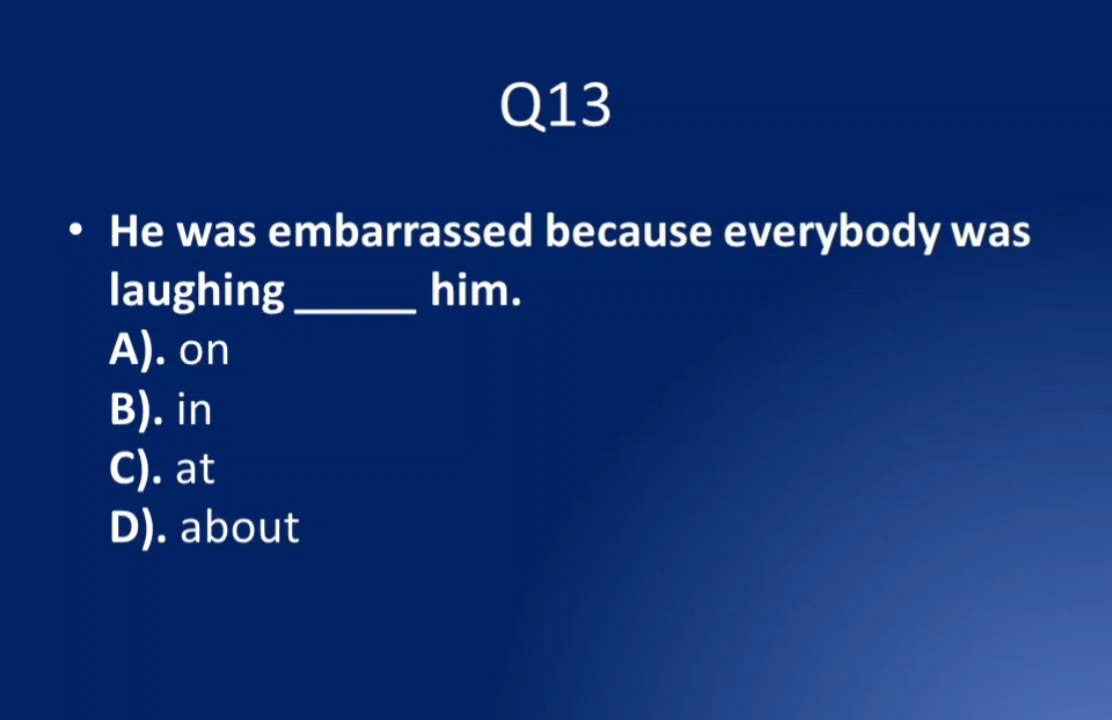 Q13
• He was embarrassed because everybody was
laughing _____ him.
A). on
B). in
C). at
D). about